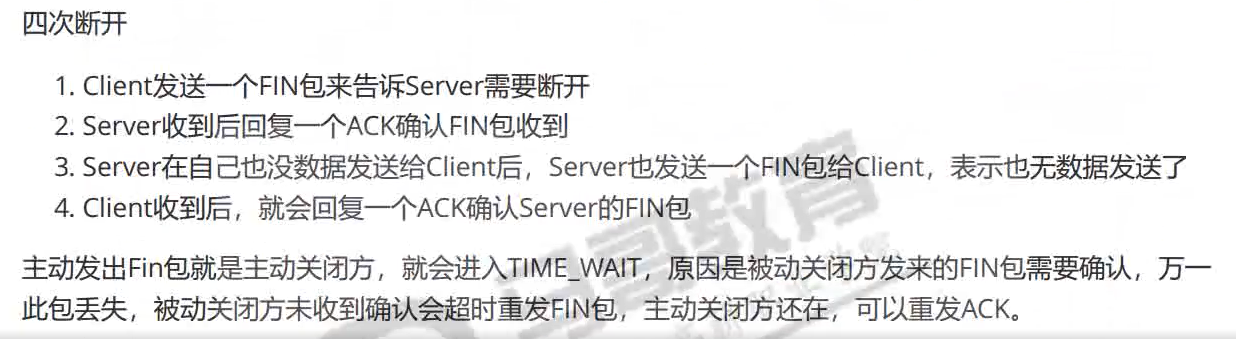 四次断开
1. Client发送一个FIN包来告诉Server需要断开
2. Server收到后回复一个ACK确认FIN包收到
3. Server在自己也没数据发送给Client后，Server也发送一个FIN包给Client，表示也无数据发送了
4. Client收到后，就会回复一个ACK确认Server的FIN包
主动发出Fin包就是主动关闭方，就会进入TIME_WAIT，原因是被动关闭方发来的FIN包需要确认，万一
此包丢失，被动关闭方未收到确认会超时重发FIN包，主动关闭方还在，可以重发ACK。
马哥教育